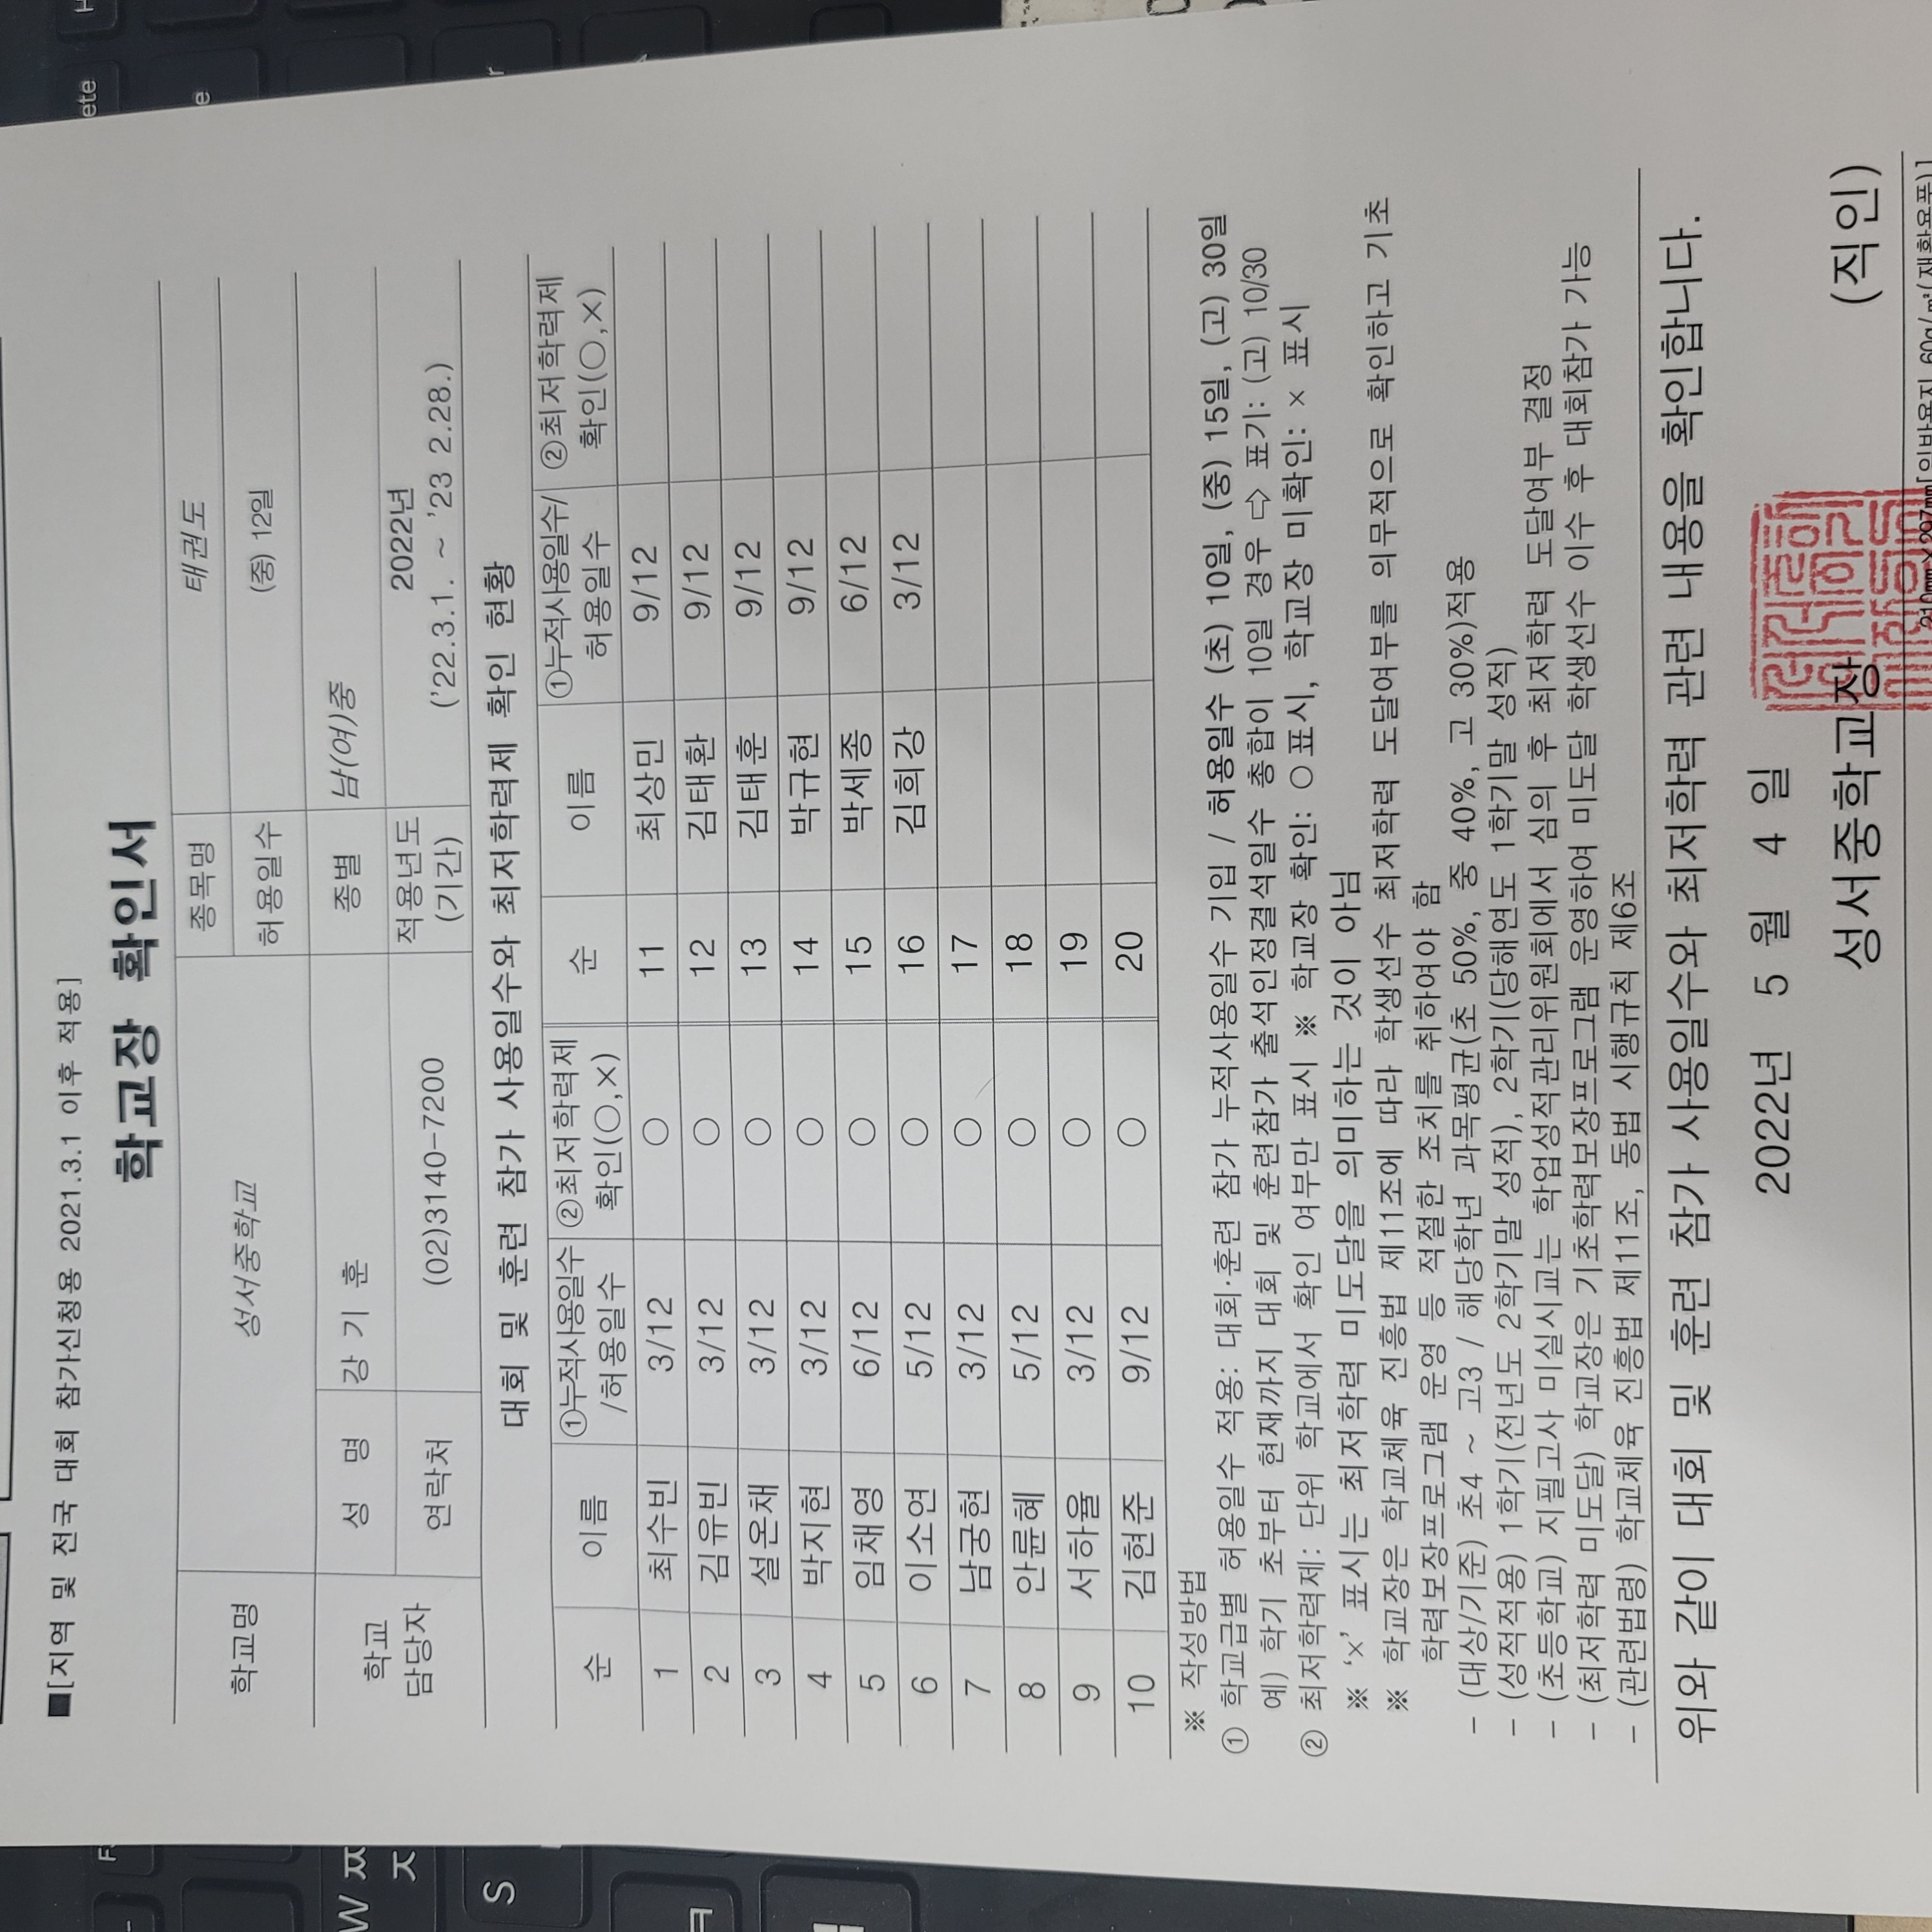 ■[지역 및 전국 대회 참가신청용 2021.3.1 이후 적용]
학교장 확인서
학교명 성서중학교 종목명 태권도
허용일수 (중) 12일
학교 담당자 성 명 강 기 훈 종별 남(여)중
연락처 (02)3140-7200 적용년도 (기간) 2022년 ('22.3.1. ~ '23 2.28.)
대회 및 훈련 참가 사용일수와 최저학력제 확인 현황
순 이름 ①누적사용일수 /허용일수 ②최저학력제 확인(○,×) 순 이름 ①누적사용일수/ 허용일수 ②최저학력제 확인(○,×)
1 최수빈 3/12 ○ 11 최상민 9/12
2 김유빈 3/12 ○ 12 김태환 9/12
3 설온채 3/12 ○ 13 김태훈 9/12
4 박지현 3/12 ○ 14 박규현 9/12
5 임채영 6/12 ○ 15 박세종 6/12
6 이소연 5/12 ○ 16 김희강 3/12
7 남궁현 3/12 ○ 17
8 안륜혜 5/12 ○ 18
9 서하율 3/12 ○ 19
10 김현준 9/12 ○ 20
※ 작성방법
① 학교급별 허용일수 적용: 대회·훈련 참가 누적사용일수 기입 / 허용일수 (초) 10일, (중) 15일, (고) 30일
예) 학기 초부터 현재까지 대회 및 훈련참가 출석인정결석일수 총합이 10일 경우 ⇨ 표기: (고) 10/30
② 최저학력제: 단위 학교에서 확인 여부만 표시 ※ 학교장 확인: ○ 표시, 학교장 미확인: × 표시
※ '×' 표시는 최저학력 미도달을 의미하는 것이 아님
※ 학교장은 학교체육 진흥법 제11조에 따라 학생선수 최저학력 도달여부를 의무적으로 확인하고 기초
학력보장프로그램 운영 등 적절한 조치를 취하여야 함
- (대상/기준) 초4 ~ 고3 / 해당학년 과목평균(초 50%, 중 40%, 고 30%)적용
- (성적적용) 1학기(전년도 2학기말 성적), 2학기(당해연도 1학기말 성적)
- (초등학교) 지필고사 미실시교는 학업성적관리위원회에서 심의 후 최저학력 도달여부 결정
- (최저학력 미도달) 학교장은 기초학력보장프로그램 운영하여 미도달 학생선수 이수 후 대회참가 가능
- (관련법령) 학교체육 진흥법 제11조, 동법 시행규칙 제6조
위와 같이 대회 및 훈련 참가 사용일수와 최저학력 관련 내용을 확인합니다.
2022년 5 월 4 일
성서중학교장 (직인)
210mm×297mm[일반용지 60g/㎡(재활용품)]